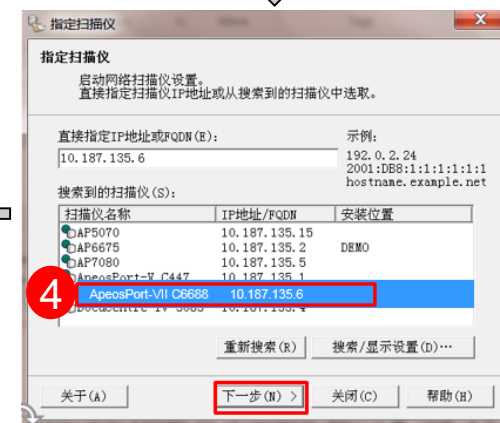 指定扫描仪
指定扫描仪
启动网络扫描仪设置。
直接指定扫描仪IP地址或从搜索到的扫描仪中选取。
直接指定IP地址或FQDN(E):
示例:
10.187.135.6
192.0.2.24
2001:DB8:1:1:1:1:1:1
hostname.example.net
搜索到的扫描仪(S):
扫描仪名称 IP地址/FQDN 安装位置
AP5070 10.187.135.15
AP6675 10.187.135.2 DEMO
AP7080 10.187.135.5
ApeosPort-V C447 10.187.135.1
4 ApeosPort-VII C6688 10.187.135.6
DocuCentre-IV 3065 10.187.135.4
重新搜索(R) 搜索/显示设置(D)…
关于(A) 下一步(N) > 关闭(C) 帮助(H)